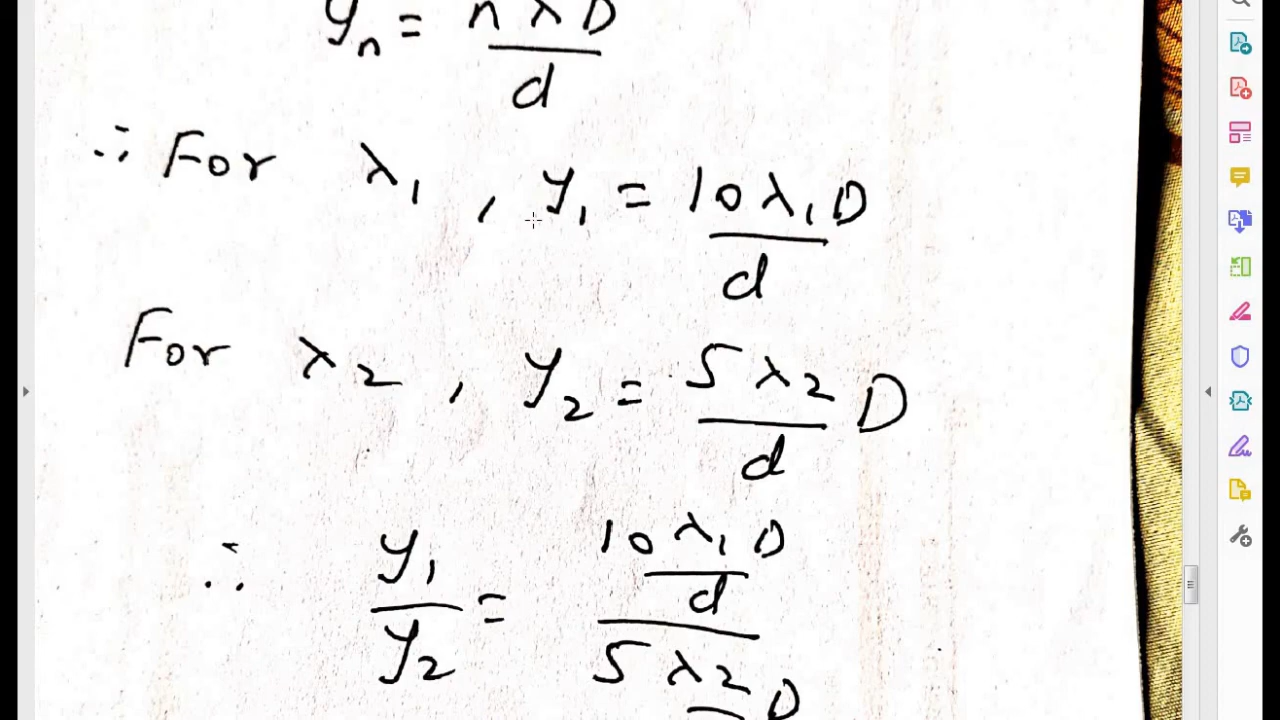 yₙ = nλD
d
∴ For λ₁ , y₁ = 10λ₁D
d
For λ₂ , y₂ = 5λ₂ D
d
∴ y₁ = 10λ₁D
d
y₂ 5λ₂D